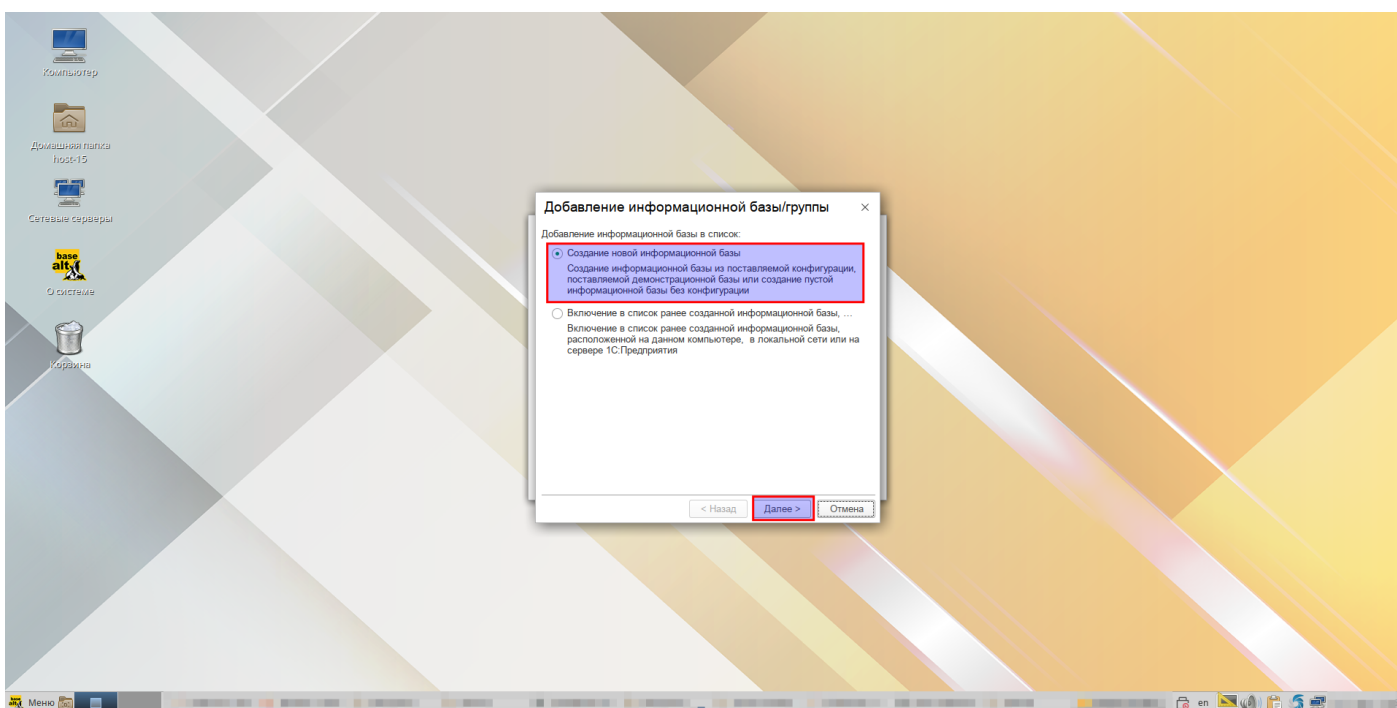 Компьютер
Домашняя папка
host-15
Сетевые серверы
base
alt
О системе
Корзина
Добавление информационной базы/группы
Добавление информационной базы в список:
Создание новой информационной базы
Создание информационной базы из поставляемой конфигурации,
поставляемой демонстрационной базы или создание пустой
информационной базы без конфигурации
Включение в список ранее созданной информационной базы, ...
Включение в список ранее созданной информационной базы,
расположенной на данном компьютере, в локальной сети или на
сервере 1С:Предприятия
< Назад
Далее >
Отмена
base
alt
Меню
en